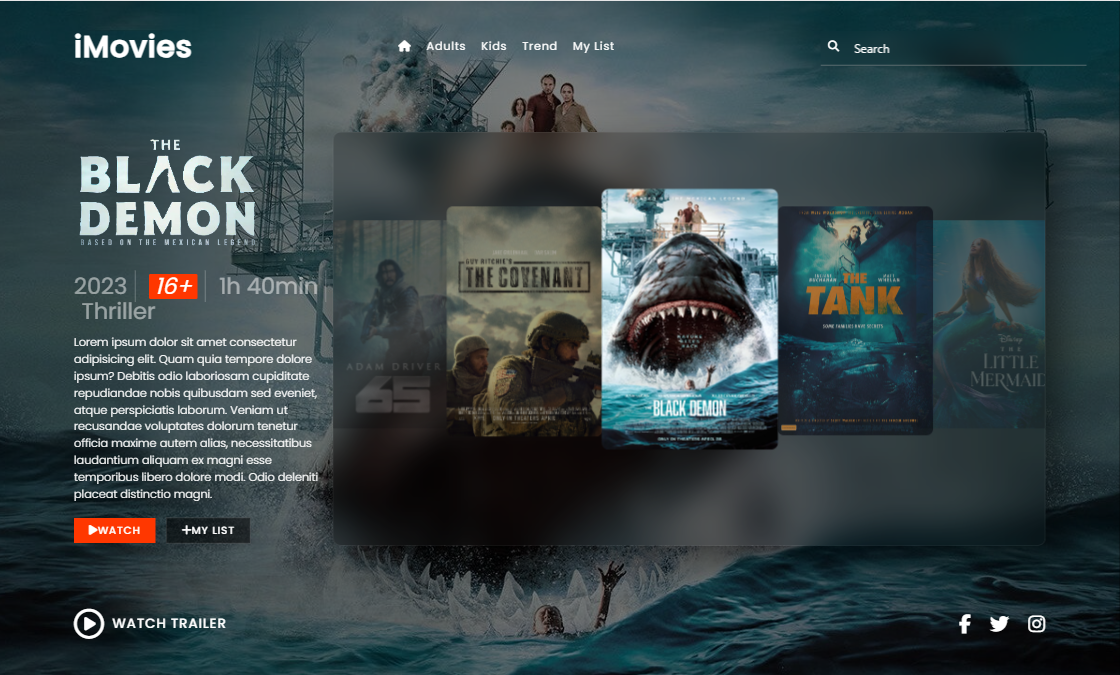 iMovies
Adults Kids Trend My List
Search
THE
BLACK
DEMON
BASED ON THE MEXICAN LEGEND
2023 16+ 1h 40min
Thriller
Lorem ipsum dolor sit amet consectetur
adipisicing elit. Quam quia tempore dolore
ipsum? Debitis odio laboriosam cupiditate
repudiandae nobis quibusdam sed eveniet,
atque perspiciatis laborum. Veniam ut
recusandae voluptates dolorum tenetur
officia maxime autem alias, necessitatibus
laudantium aliquam ex magni esse
temporibus libero dolore modi. Odio deleniti
placeat distinctio magni.
WATCH
MY LIST
WATCH TRAILER
ADAM DRIVER
65
GUY RITCHIE'S
THE COVENANT
BLACK DEMON
THE
TANK
SOME FAMILIES HAVE SECRETS.
Disney
THE
LITTLE
MERMAID